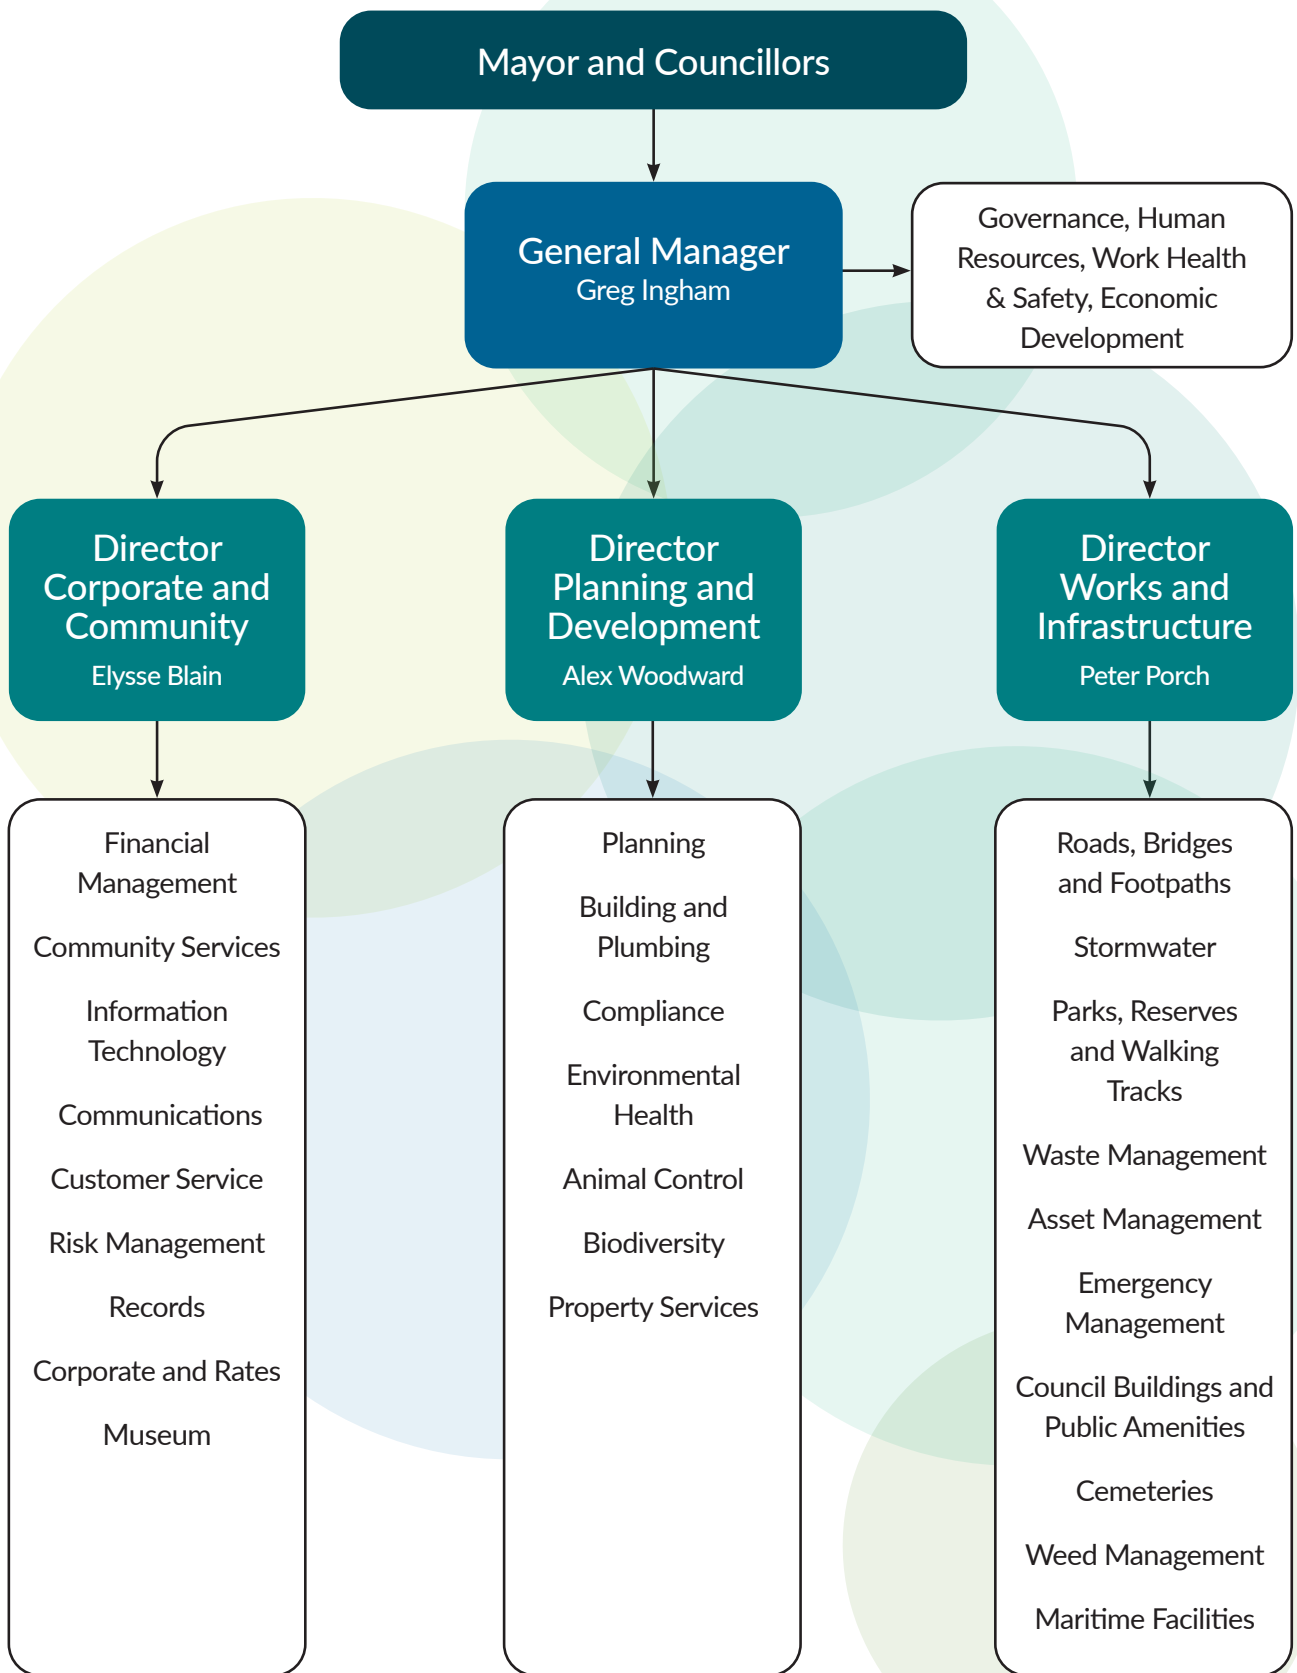 Mayor and Councillors
General Manager
Greg Ingham
Governance, Human
Resources, Work Health
& Safety, Economic
Development
Director
Corporate and
Community
Elysse Blain
Director
Planning and
Development
Alex Woodward
Director
Works and
Infrastructure
Peter Porch
Financial
Management
Community Services
Information
Technology
Communications
Customer Service
Risk Management
Records
Corporate and Rates
Museum
Planning
Building and
Plumbing
Compliance
Environmental
Health
Animal Control
Biodiversity
Property Services
Roads, Bridges
and Footpaths
Stormwater
Parks, Reserves
and Walking
Tracks
Waste Management
Asset Management
Emergency
Management
Council Buildings and
Public Amenities
Cemeteries
Weed Management
Maritime Facilities